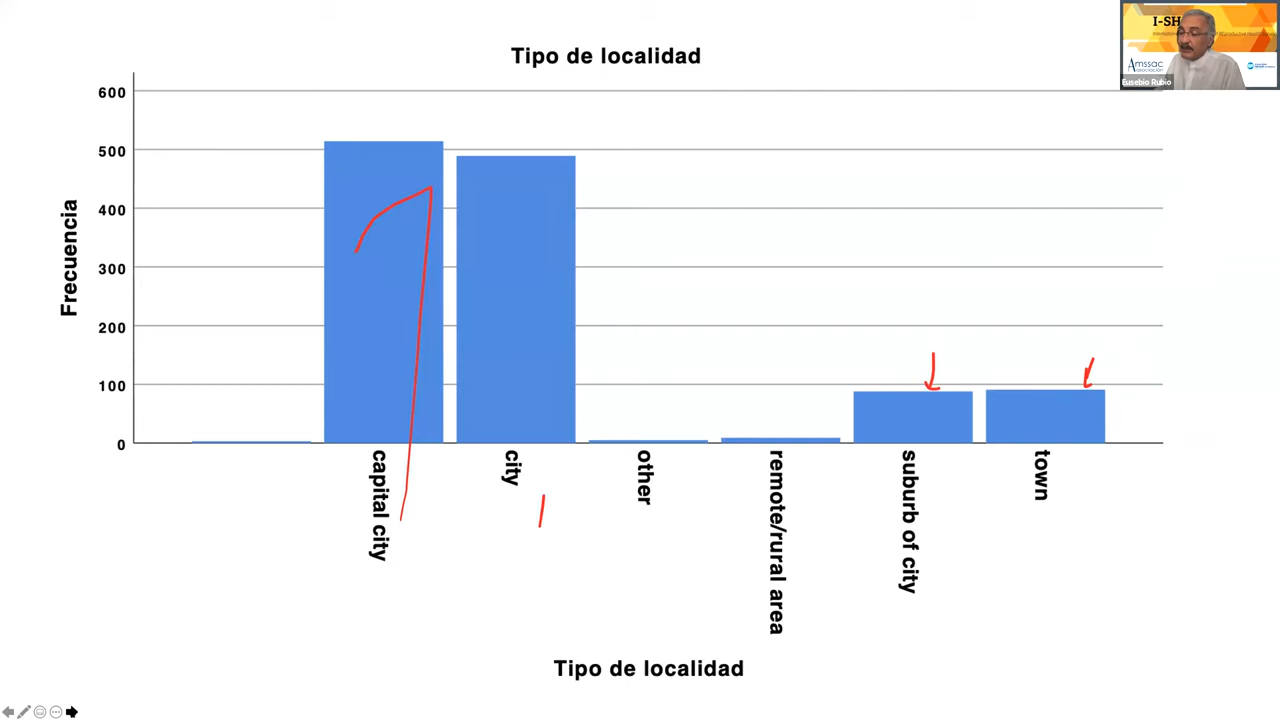 Tipo de localidad
I-SH
Amssac
ASOCIACIÓN
Eusebio Rubio
600
500
400
300
200
100
0
Frecuencia
capital city
city
other
remote/rural area
suburb of city
town
Tipo de localidad